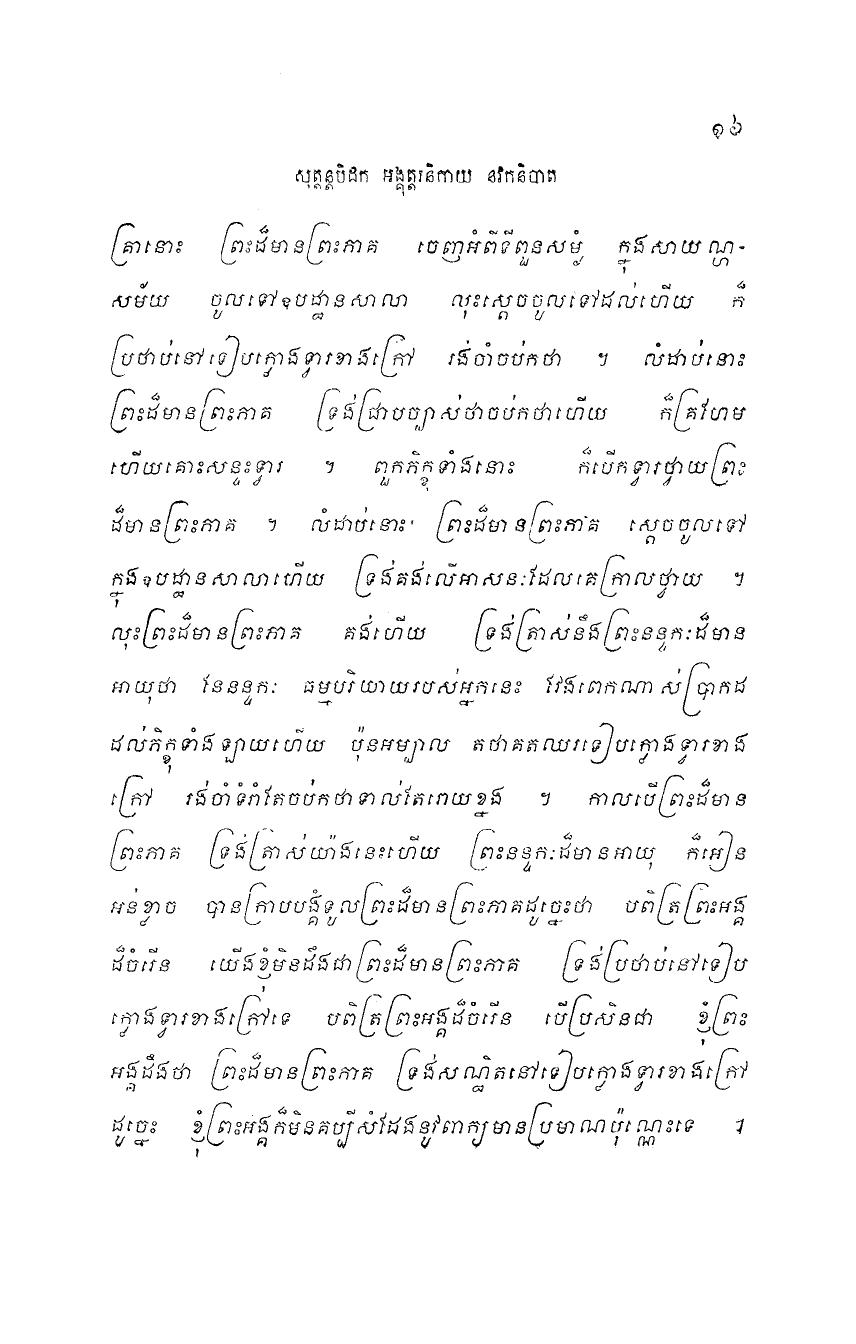 ១៦
សុត្តន្តបិដក អង្គុត្តរនិកាយ នវកនិបាត
គ្រានោះ ព្រះដ៏មានព្រះភាគ ចេញអំពីទីពួនសម្ងំ ក្នុងសាយណ្ហ-
សម័យ ចូលទៅឧបដ្ឋានសាលា លុះស្តេចចូលទៅដល់ហើយ ក៏
ប្រថាប់នៅទៀបក្លោងទ្វារខាងក្រៅ រង់ចាំចប់កថា ។ លំដាប់នោះ
ព្រះដ៏មានព្រះភាគ ទ្រង់ជ្រាបច្បាស់ថាចប់កថាហើយ ក៏គ្រហែម
ហើយគោះសន្ទះទ្វារ ។ ពួកភិក្ខុទាំងនោះ ក៏បើកទ្វារថ្វាយព្រះ
ដ៏មានព្រះភាគ ។ លំដាប់នោះ ព្រះដ៏មានព្រះភាគ ស្តេចចូលទៅ
ក្នុងឧបដ្ឋានសាលាហើយ ទ្រង់គង់លើអាសនៈដែលគេក្រាលថ្វាយ ។
លុះព្រះដ៏មានព្រះភាគ គង់ហើយ ទ្រង់ត្រាស់នឹងព្រះនន្ទកៈដ៏មាន
អាយុថា នែនន្ទកៈ ធម្មបរិយាយរបស់អ្នកនេះ វែងពេកណាស់ប្រាកដ
ដល់ភិក្ខុទាំងឡាយហើយ ប៉ុនអម្បាល តថាគតឈរទៀបក្លោងទ្វារខាង
ក្រៅ រង់ចាំទំរាំតែចប់កថាទាល់តែរោយខ្នង ។ កាលបើព្រះដ៏មាន
ព្រះភាគ ទ្រង់ត្រាស់យ៉ាងនេះហើយ ព្រះនន្ទកៈដ៏មានអាយុ ក៏អៀន
អន់ខ្មាច បានក្រាបបង្គំទូលព្រះដ៏មានព្រះភាគដូច្នេះថា បពិត្រព្រះអង្គ
ដ៏ចំរើន យើងខ្ញុំមិនដឹងជាព្រះដ៏មានព្រះភាគ ទ្រង់ប្រថាប់នៅទៀប
ក្លោងទ្វារខាងក្រៅទេ បពិត្រព្រះអង្គដ៏ចំរើន បើប្រសិនជា ខ្ញុំព្រះ
អង្គដឹងថា ព្រះដ៏មានព្រះភាគ ទ្រង់សណ្ឋិតនៅទៀបក្លោងទ្វារខាងក្រៅ
ដូច្នេះ ខ្ញុំព្រះអង្គក៏មិនគប្បីសំដែងនូវពាក្យមានប្រមាណប៉ុណ្ណេះទេ ។